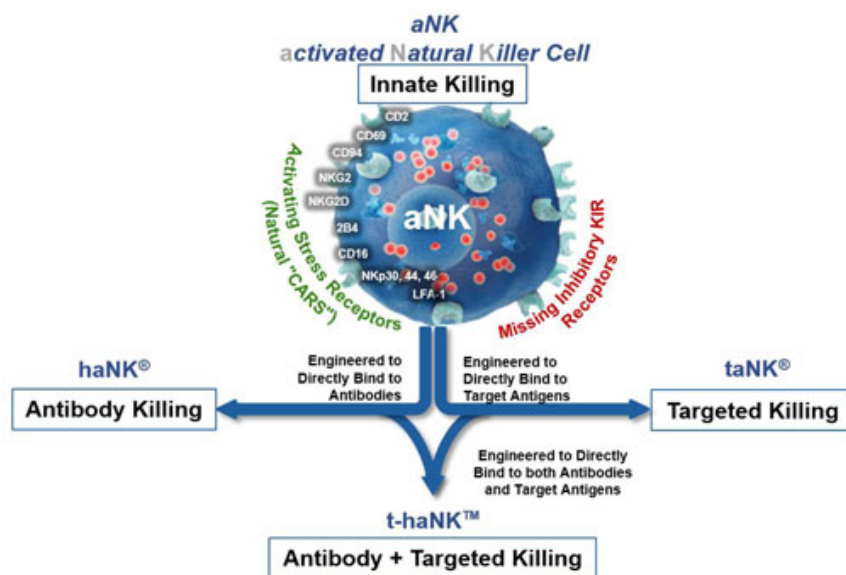 aNK
activated Natural Killer Cell
Innate Killing
CD2
CD69
CD94
NKG2
NKG2D
2B4
CD16
NKp30, 44, 46
LFA-1
aNK
Activating Stress Receptors
(Natural "CARS")
Missing Inhibitory KIR
Receptors
haNK®
Antibody Killing
Engineered to
Directly Bind to
Antibodies
Engineered to
Directly Bind to
Target Antigens
taNK®
Targeted Killing
Engineered to Directly
Bind to both Antibodies
and Target Antigens
t-haNK™
Antibody + Targeted Killing